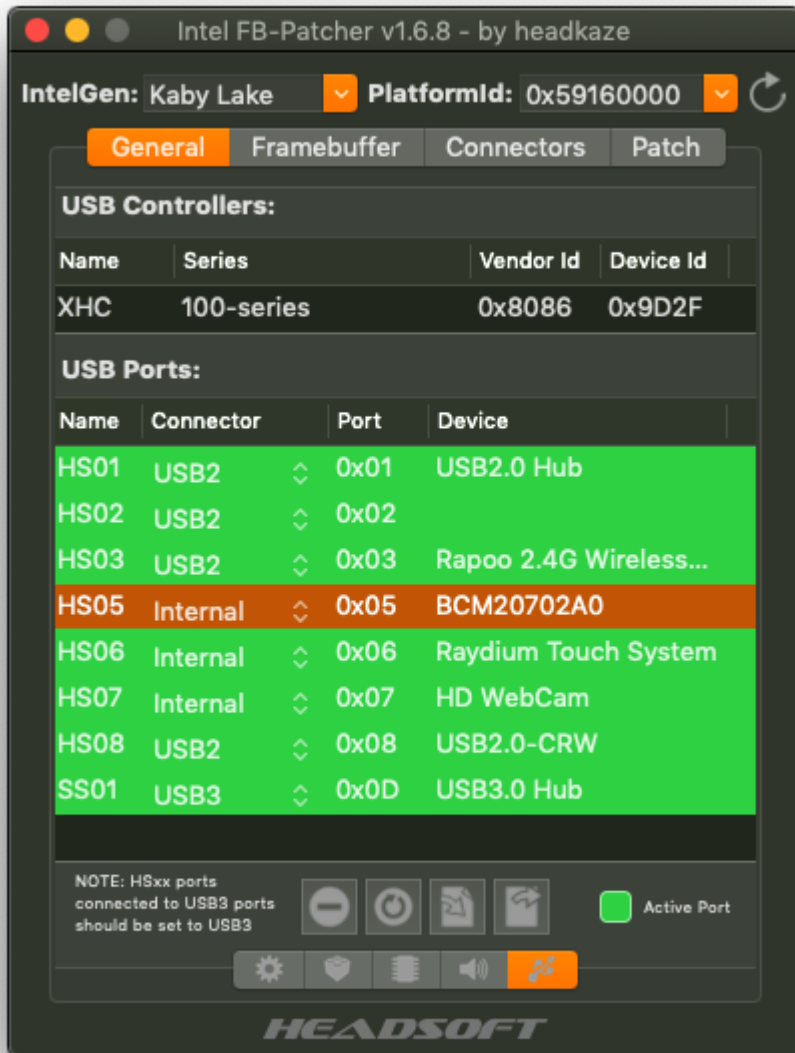 Intel FB-Patcher v1.6.8 - by headkaze
IntelGen: Kaby Lake PlatformId: 0x59160000
General Framebuffer Connectors Patch
USB Controllers:
Name Series Vendor Id Device Id
XHC 100-series 0x8086 0x9D2F
USB Ports:
Name Connector Port Device
HS01 USB2 0x01 USB2.0 Hub
HS02 USB2 0x02
HS03 USB2 0x03 Rapoo 2.4G Wireless...
HS05 Internal 0x05 BCM20702A0
HS06 Internal 0x06 Raydium Touch System
HS07 Internal 0x07 HD WebCam
HS08 USB2 0x08 USB2.0-CRW
SS01 USB3 0x0D USB3.0 Hub
NOTE: HSxx ports
connected to USB3 ports
should be set to USB3
Active Port
HEADSOFT